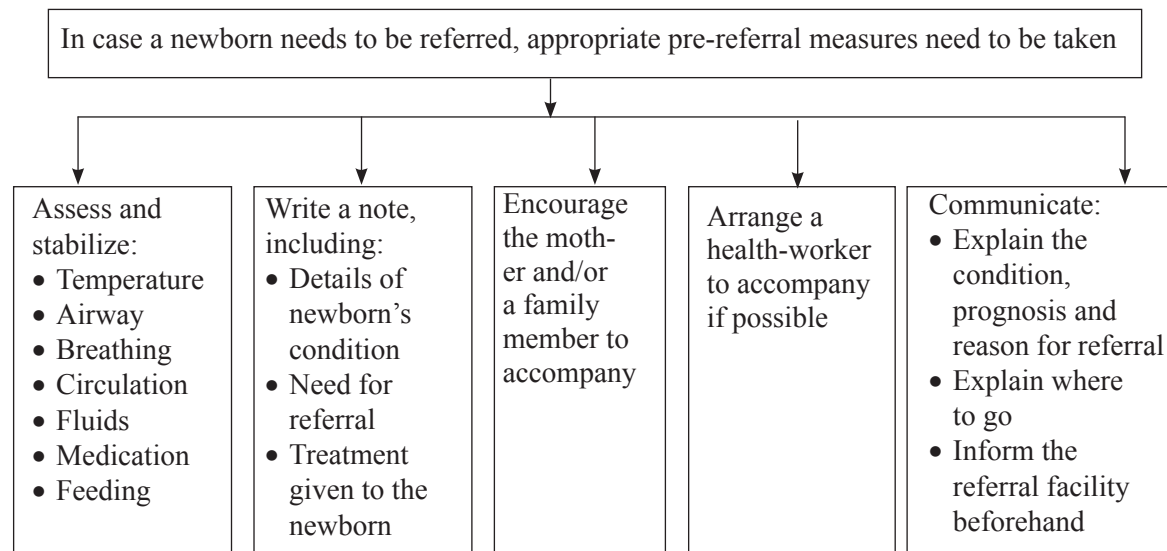 In case a newborn needs to be referred, appropriate pre-referral measures need to be taken
Assess and
stabilize:
• Temperature
• Airway
• Breathing
• Circulation
• Fluids
• Medication
• Feeding
Write a note,
including:
• Details of
newborn’s
condition
• Need for
referral
• Treatment
given to the
newborn
Encourage
the moth-
er and/or
a family
member to
accompany
Arrange a
health-worker
to accompany
if possible
Communicate:
• Explain the
condition,
prognosis and
reason for referral
• Explain where
to go
• Inform the
referral facility
beforehand